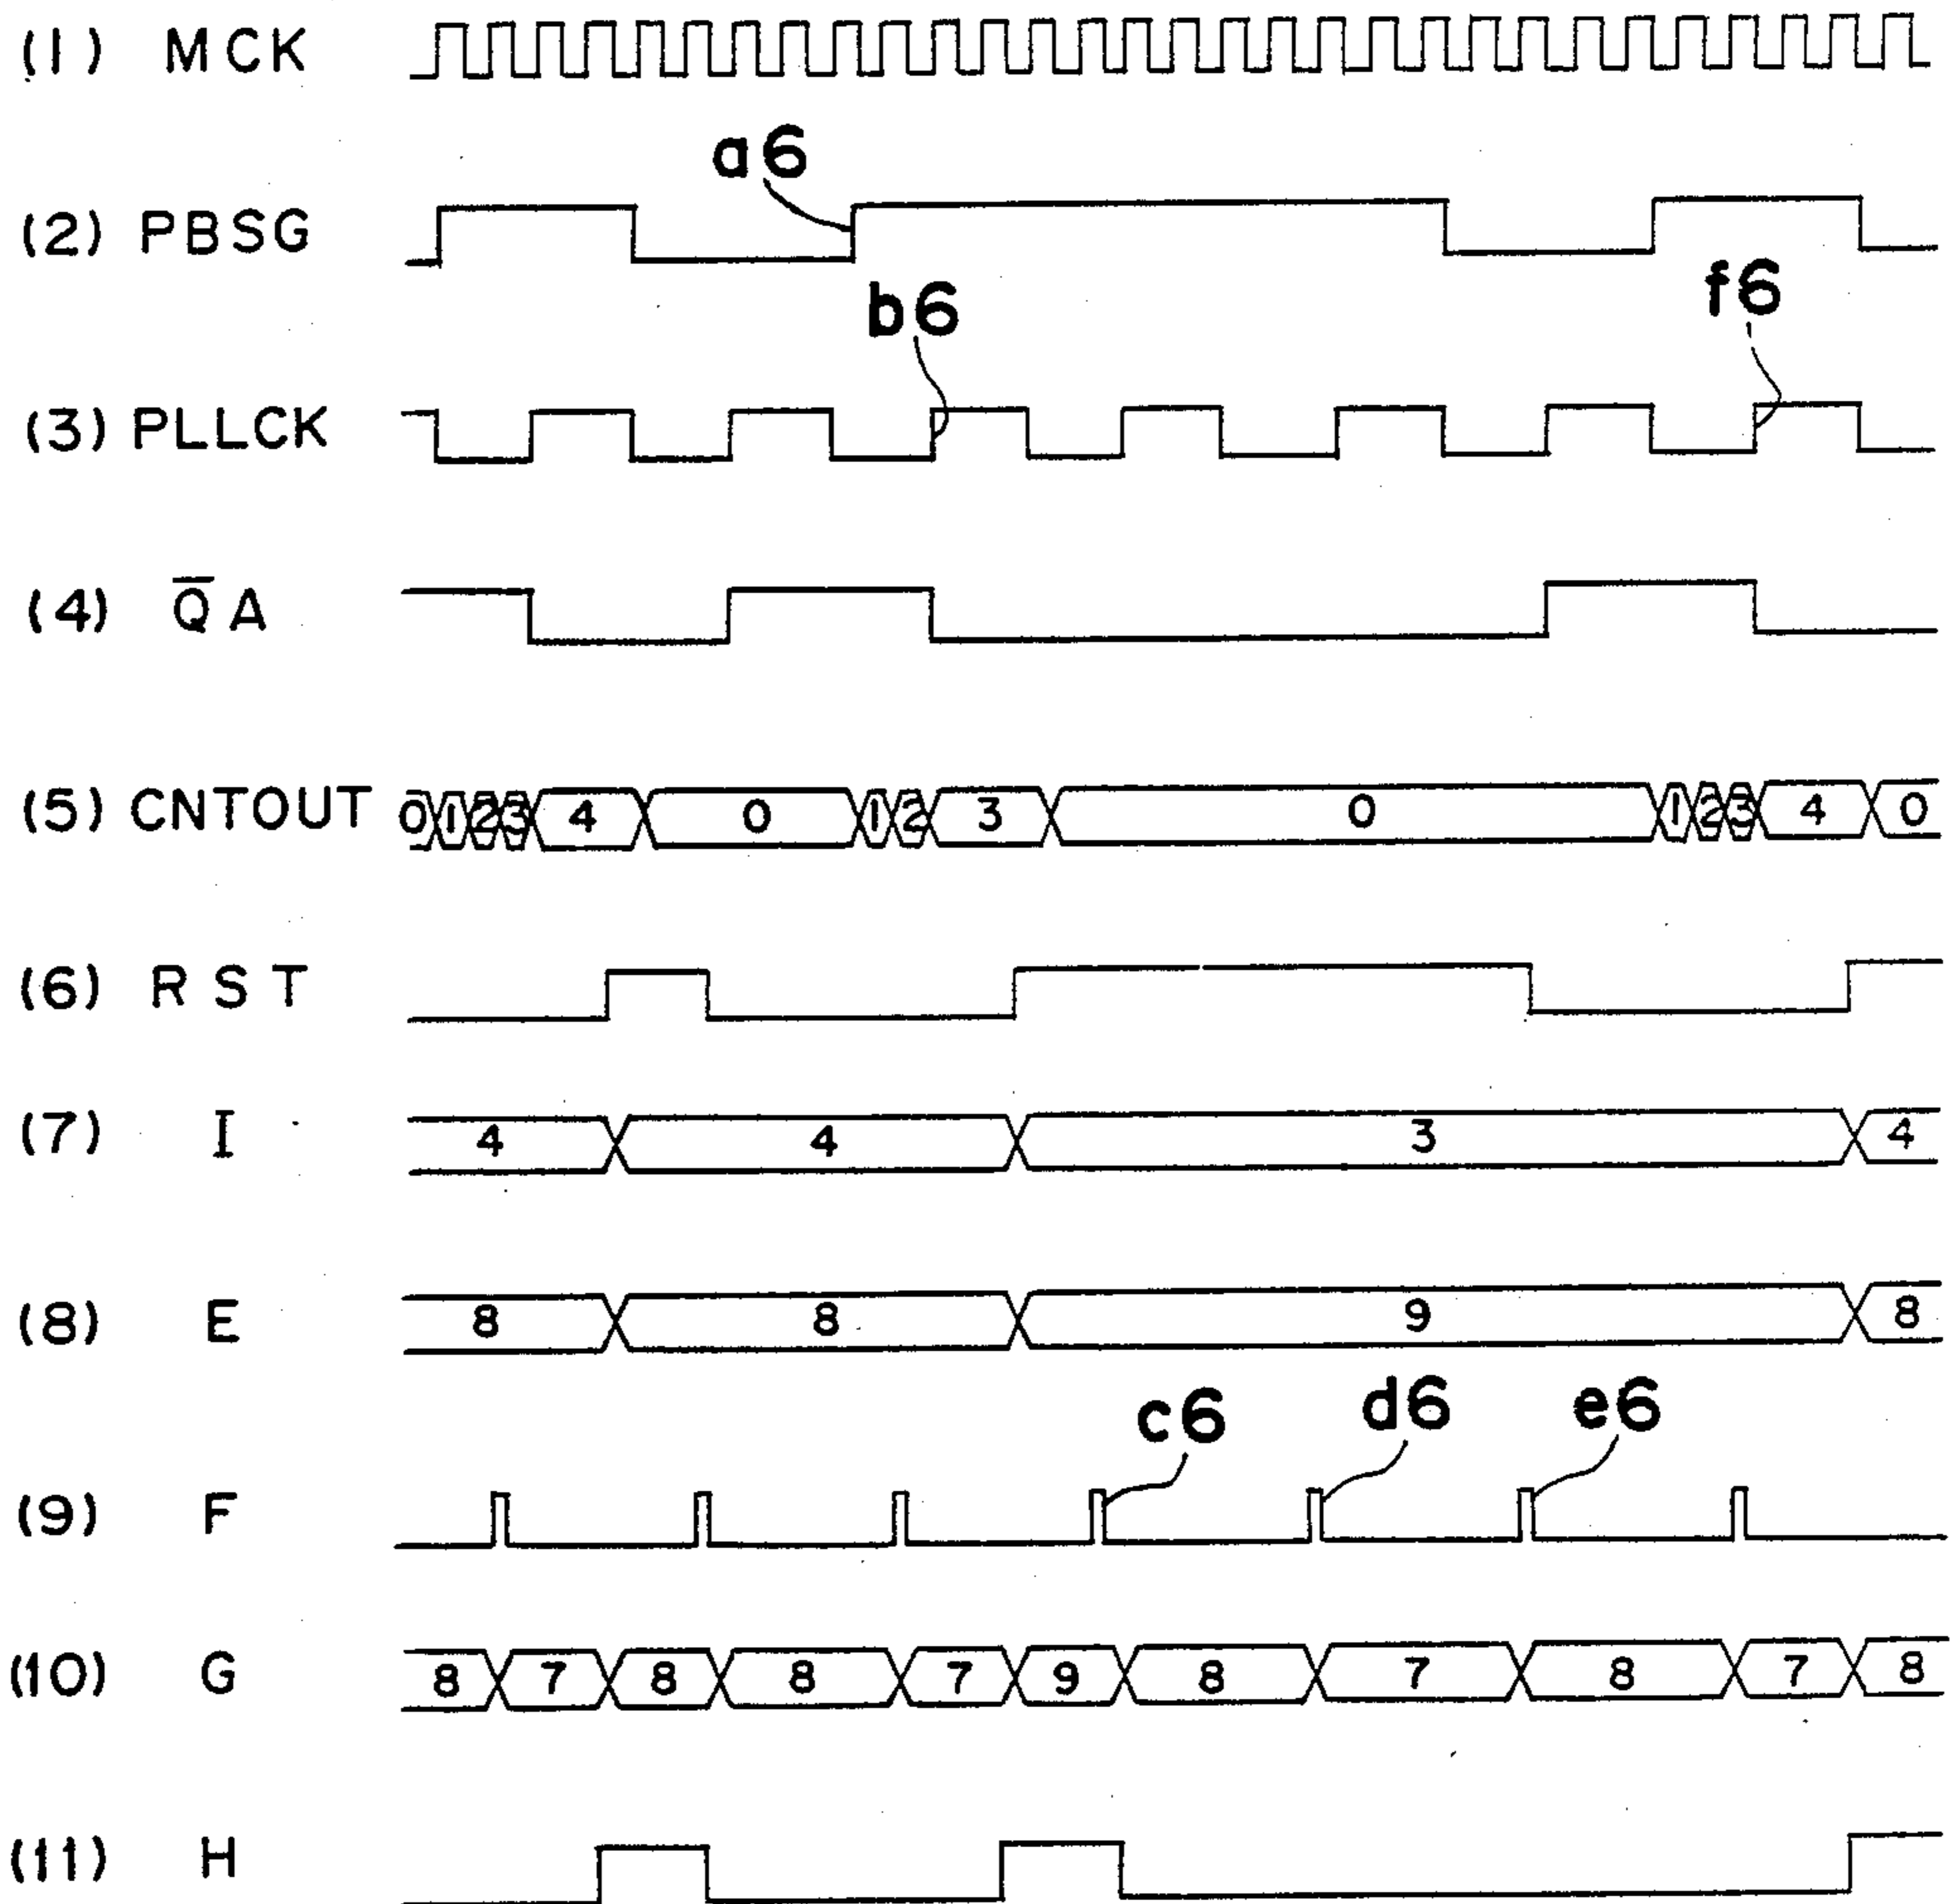 (1) MCK
a6
(2) PBSG
b6
f6
(3) PLLCK
(4) Q̅A
(5) CNTOUT 0 1 2 3 4 0 1 2 3 0 1 2 3 4 0
(6) RST
(7) I 4 4 3 4
(8) E 8 8 9 8
c6 d6 e6
(9) F
(10) G 8 7 8 8 7 9 8 7 8 7 8
(11) H